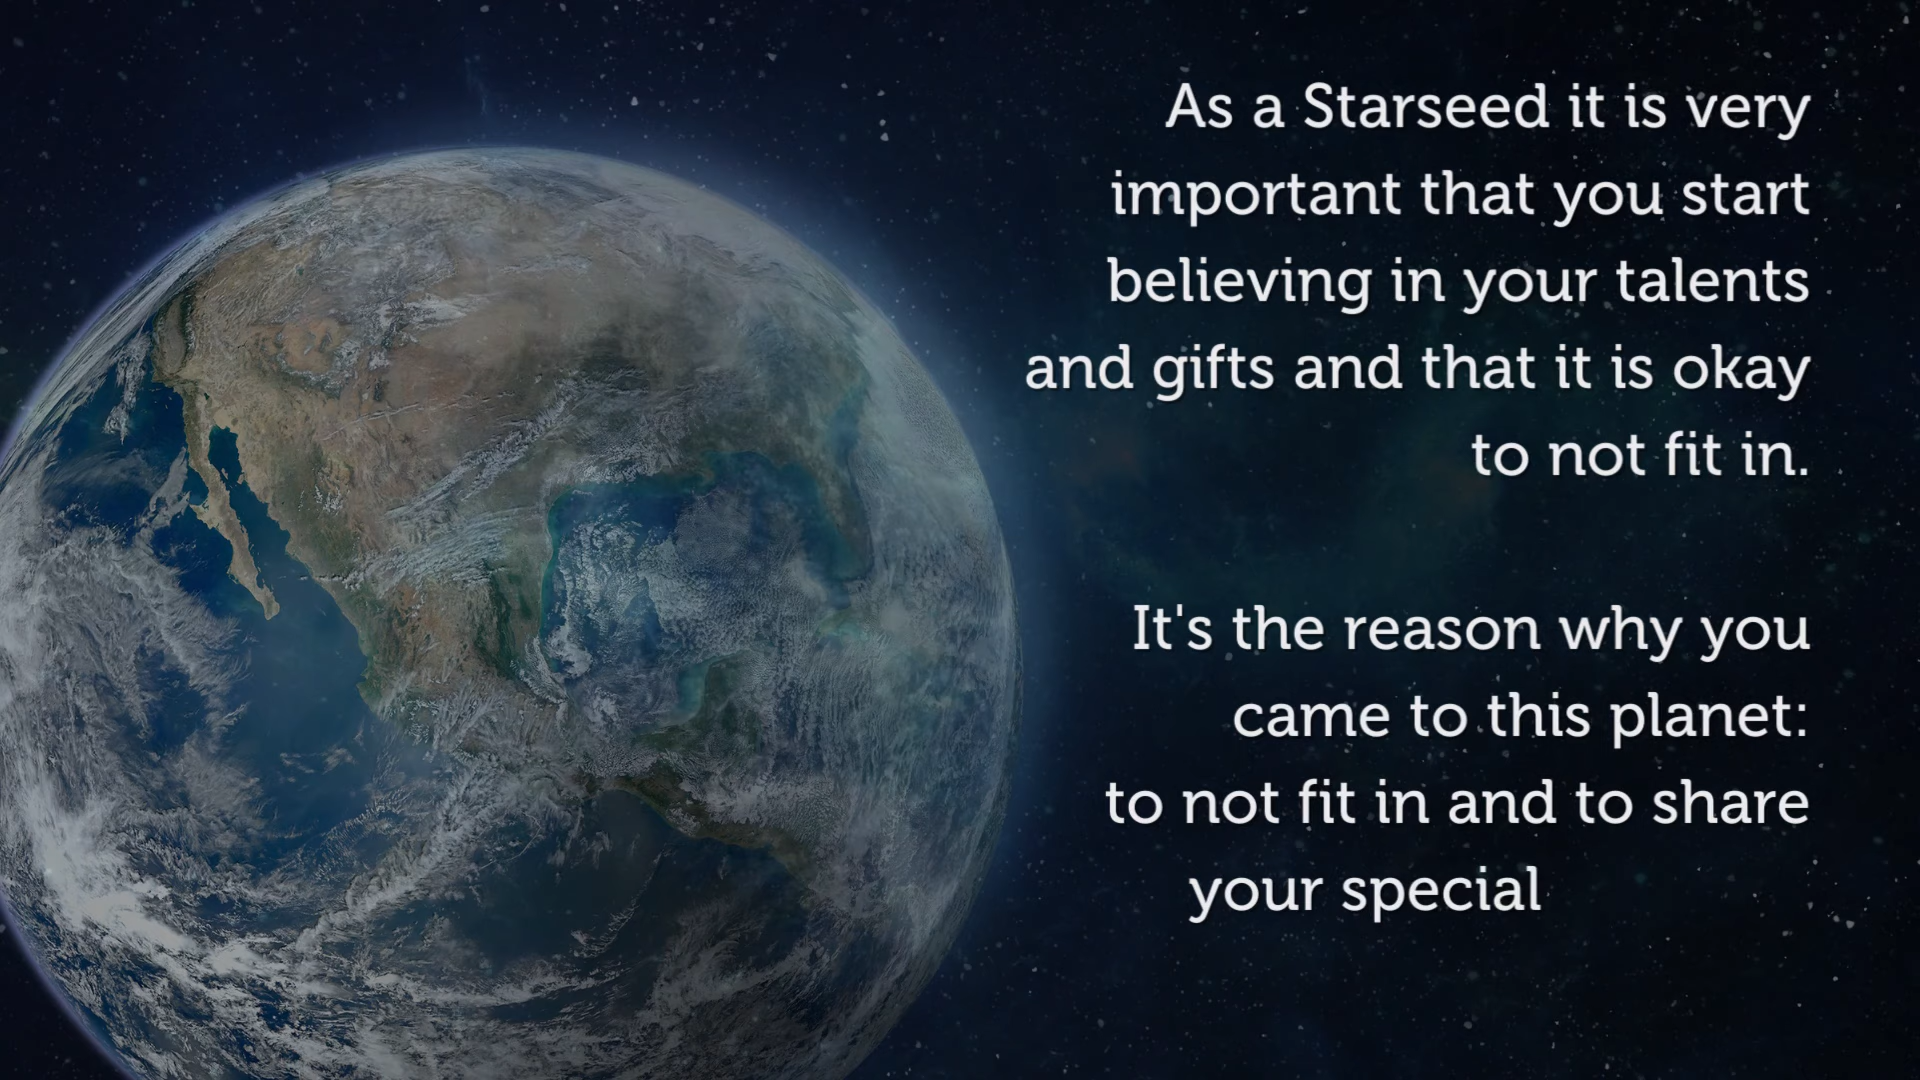 As a Starseed it is very
important that you start
believing in your talents
and gifts and that it is okay
to not fit in.
It's the reason why you
came to this planet:
to not fit in and to share
your special